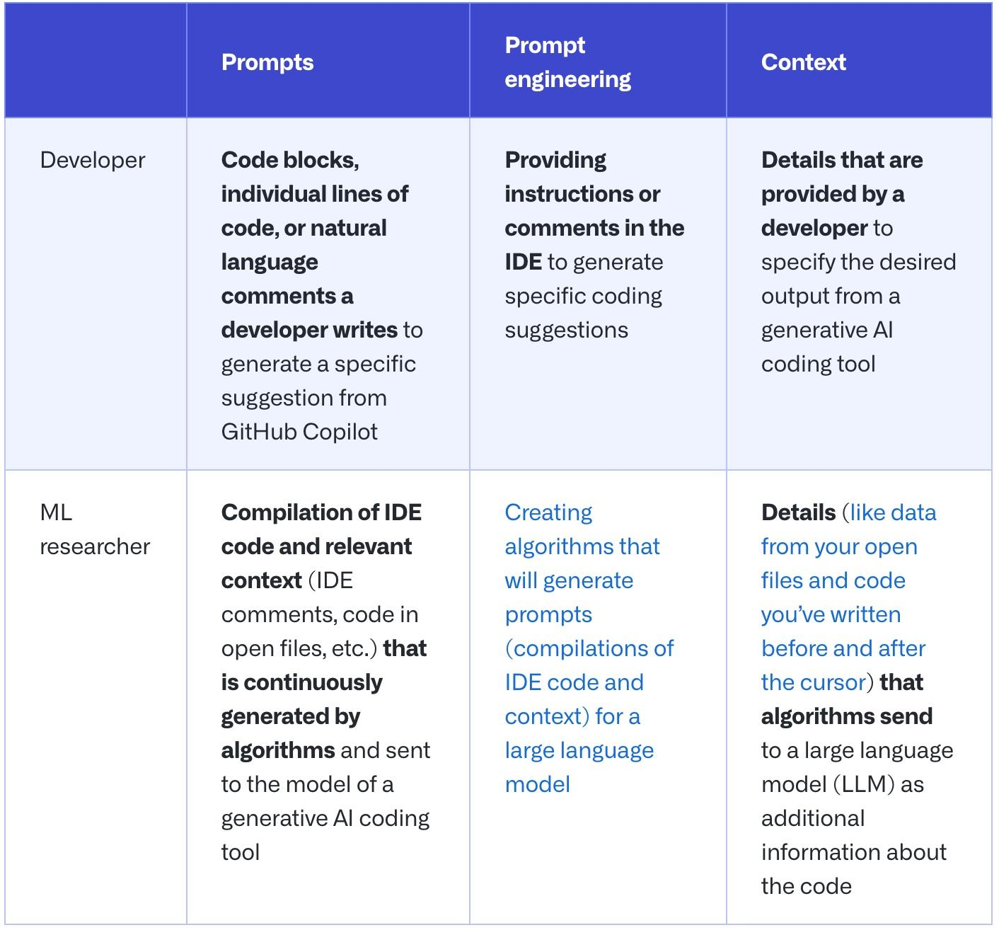 Prompts
Prompt
engineering
Context
Developer
Code blocks,
individual lines of
code, or natural
language
comments a
developer writes to
generate a specific
suggestion from
GitHub Copilot
Providing
instructions or
comments in the
IDE to generate
specific coding
suggestions
Details that are
provided by a
developer to
specify the desired
output from a
generative AI
coding tool
ML
researcher
Compilation of IDE
code and relevant
context (IDE
comments, code in
open files, etc.) that
is continuously
generated by
algorithms and sent
to the model of a
generative AI coding
tool
Creating
algorithms that
will generate
prompts
(compilations of
IDE code and
context) for a
large language
model
Details (like data
from your open
files and code
you’ve written
before and after
the cursor) that
algorithms send
to a large language
model (LLM) as
additional
information about
the code